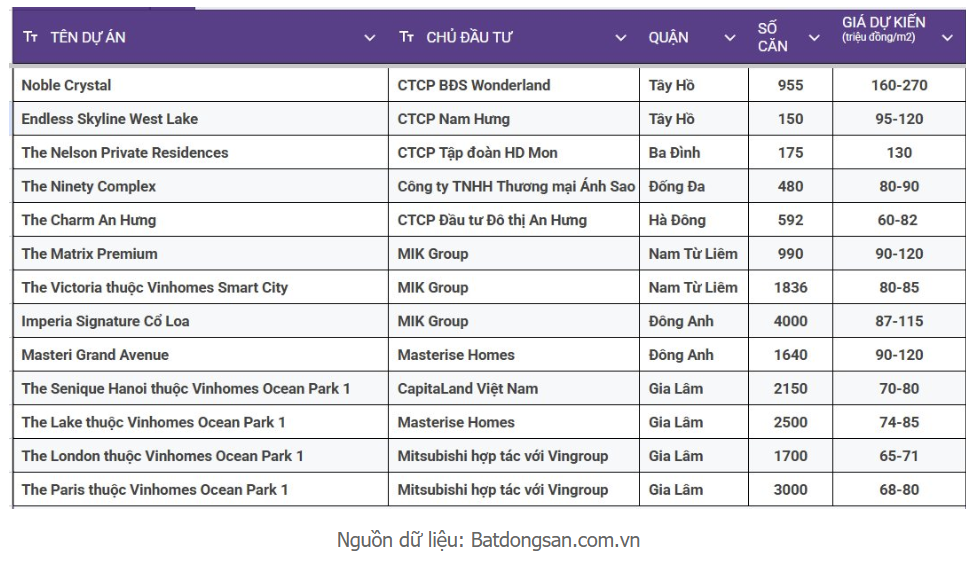 Tт TÊN DỰ ÁN Tт CHỦ ĐẦU TƯ QUẬN SỐ CĂN GIÁ DỰ KIẾN (triệu đồng/m2)
Noble Crystal CTCP BĐS Wonderland Tây Hồ 955 160-270
Endless Skyline West Lake CTCP Nam Hưng Tây Hồ 150 95-120
The Nelson Private Residences CTCP Tập đoàn HD Mon Ba Đình 175 130
The Ninety Complex Công ty TNHH Thương mại Ánh Sao Đống Đa 480 80-90
The Charm An Hưng CTCP Đầu tư Đô thị An Hưng Hà Đông 592 60-82
The Matrix Premium MIK Group Nam Từ Liêm 990 90-120
The Victoria thuộc Vinhomes Smart City MIK Group Nam Từ Liêm 1836 80-85
Imperia Signature Cổ Loa MIK Group Đông Anh 4000 87-115
Masteri Grand Avenue Masterise Homes Đông Anh 1640 90-120
The Senique Hanoi thuộc Vinhomes Ocean Park 1 CapitaLand Việt Nam Gia Lâm 2150 70-80
The Lake thuộc Vinhomes Ocean Park 1 Masterise Homes Gia Lâm 2500 74-85
The London thuộc Vinhomes Ocean Park 1 Mitsubishi hợp tác với Vingroup Gia Lâm 1700 65-71
The Paris thuộc Vinhomes Ocean Park 1 Mitsubishi hợp tác với Vingroup Gia Lâm 3000 68-80
Nguồn dữ liệu: Batdongsan.com.vn